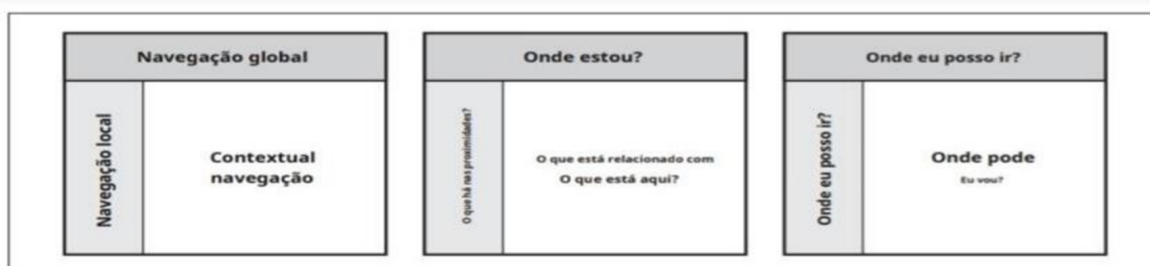 Navegação global
Navegação local
Contextual
navegação
Onde estou?
O que há nas proximidades?
O que está relacionado com
O que está aqui?
Onde eu posso ir?
Onde eu posso ir?
Onde pode
Eu vou?